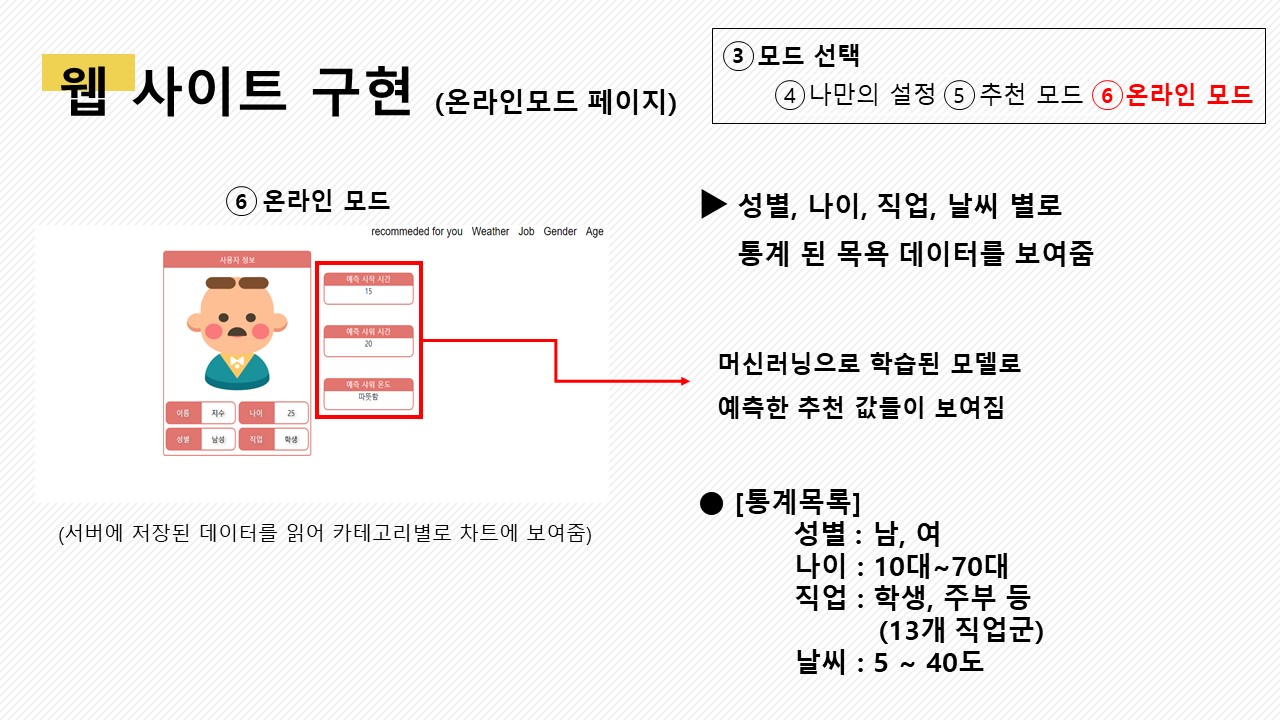 웹 사이트 구현 (온라인모드 페이지)
③ 모드 선택
④ 나만의 설정 ⑤ 추천 모드 ⑥ 온라인 모드
⑥ 온라인 모드
recommeded for you Weather Job Gender Age
사용자 정보
이름 지수 나이 25
성별 남성 직업 학생
예측 시작 시간
15
예측 샤워 시간
20
예측 샤워 온도
따뜻함
(서버에 저장된 데이터를 읽어 카테고리별로 차트에 보여줌)
▶ 성별, 나이, 직업, 날씨 별로
통계 된 목욕 데이터를 보여줌
머신러닝으로 학습된 모델로
예측한 추천 값들이 보여짐
● [통계목록]
성별 : 남, 여
나이 : 10대~70대
직업 : 학생, 주부 등
(13개 직업군)
날씨 : 5 ~ 40도